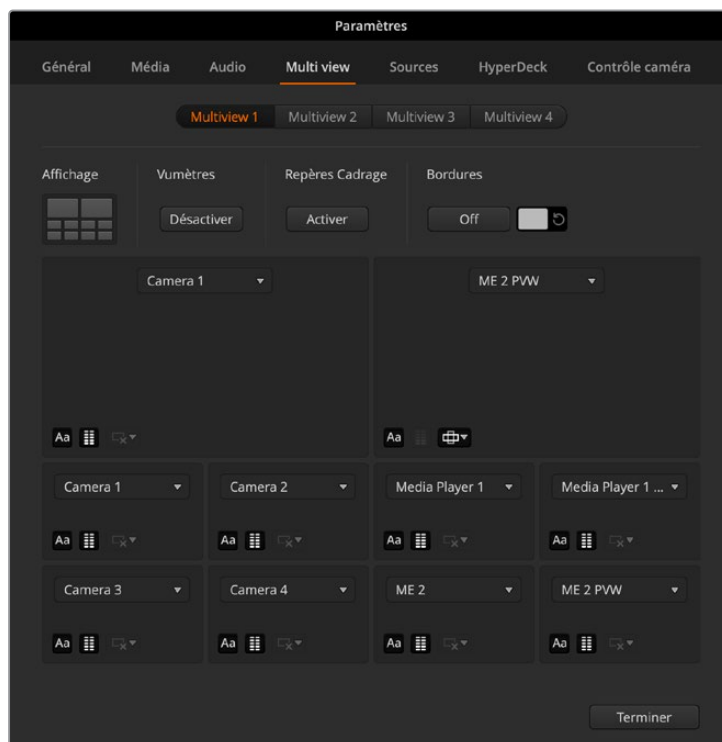 Paramètres
Général Média Audio Multi view Sources HyperDeck Contrôle caméra
Multiview 1 Multiview 2 Multiview 3 Multiview 4
Affichage Vumètres Repères Cadrage Bordures
Désactiver Activer Off
Camera 1 ME 2 PVW
Aa Aa
Camera 1 Camera 2 Media Player 1 Media Player 1 ...
Aa Aa Aa Aa
Camera 3 Camera 4 ME 2 ME 2 PVW
Aa Aa Aa Aa
Terminer